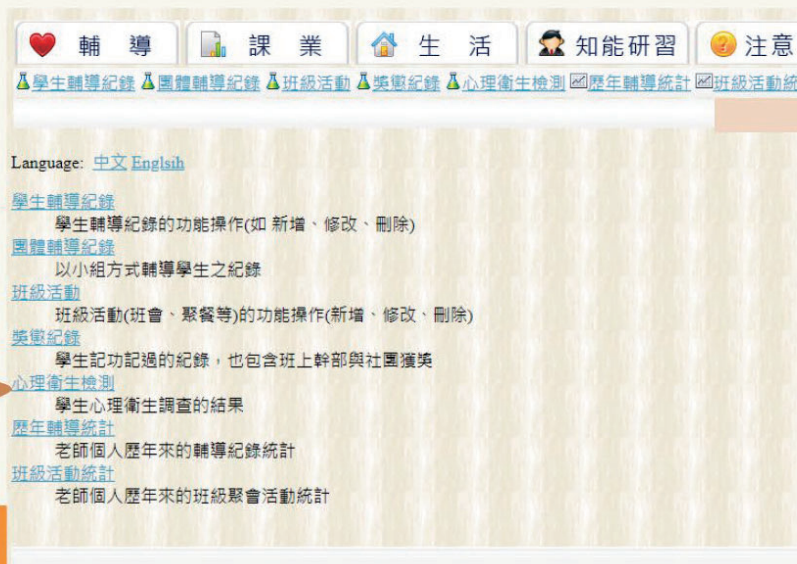 輔 導 課 業 生 活 知能研習 注意
學生輔導紀錄 團體輔導紀錄 班級活動 獎懲紀錄 心理衛生檢測 歷年輔導統計 班級活動統
Language: 中文 Englsih
學生輔導紀錄
學生輔導紀錄的功能操作(如 新增、修改、刪除)
團體輔導紀錄
以小組方式輔導學生之紀錄
班級活動
班級活動(班會、聚餐等)的功能操作(新增、修改、刪除)
獎懲紀錄
學生記功記過的紀錄，也包含班上幹部與社團獲獎
心理衛生檢測
學生心理衛生調查的結果
歷年輔導統計
老師個人歷年來的輔導紀錄統計
班級活動統計
老師個人歷年來的班級聚會活動統計